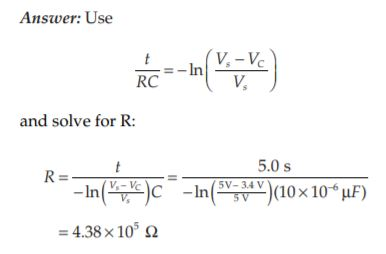 Answer: Use
t/RC = -ln((Vs - VC)/Vs)
and solve for R:
R = t/(-ln((Vs - VC)/Vs)C) = 5.0 s/(-ln((5V - 3.4 V)/5 V)(10 × 10⁻⁶ μF)
= 4.38 × 10⁵ Ω